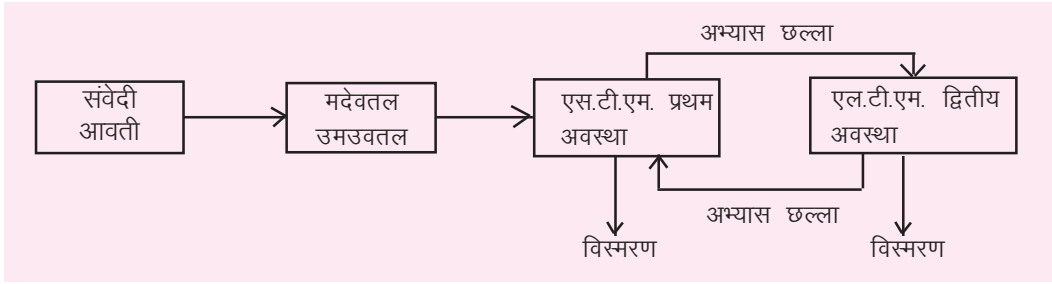 अभ्यास छल्ला
संवेदी
आवती
मदेवतल
उमउवतल
एस.टी.एम. प्रथम
अवस्था
एल.टी.एम. द्वितीय
अवस्था
अभ्यास छल्ला
विस्मरण
विस्मरण